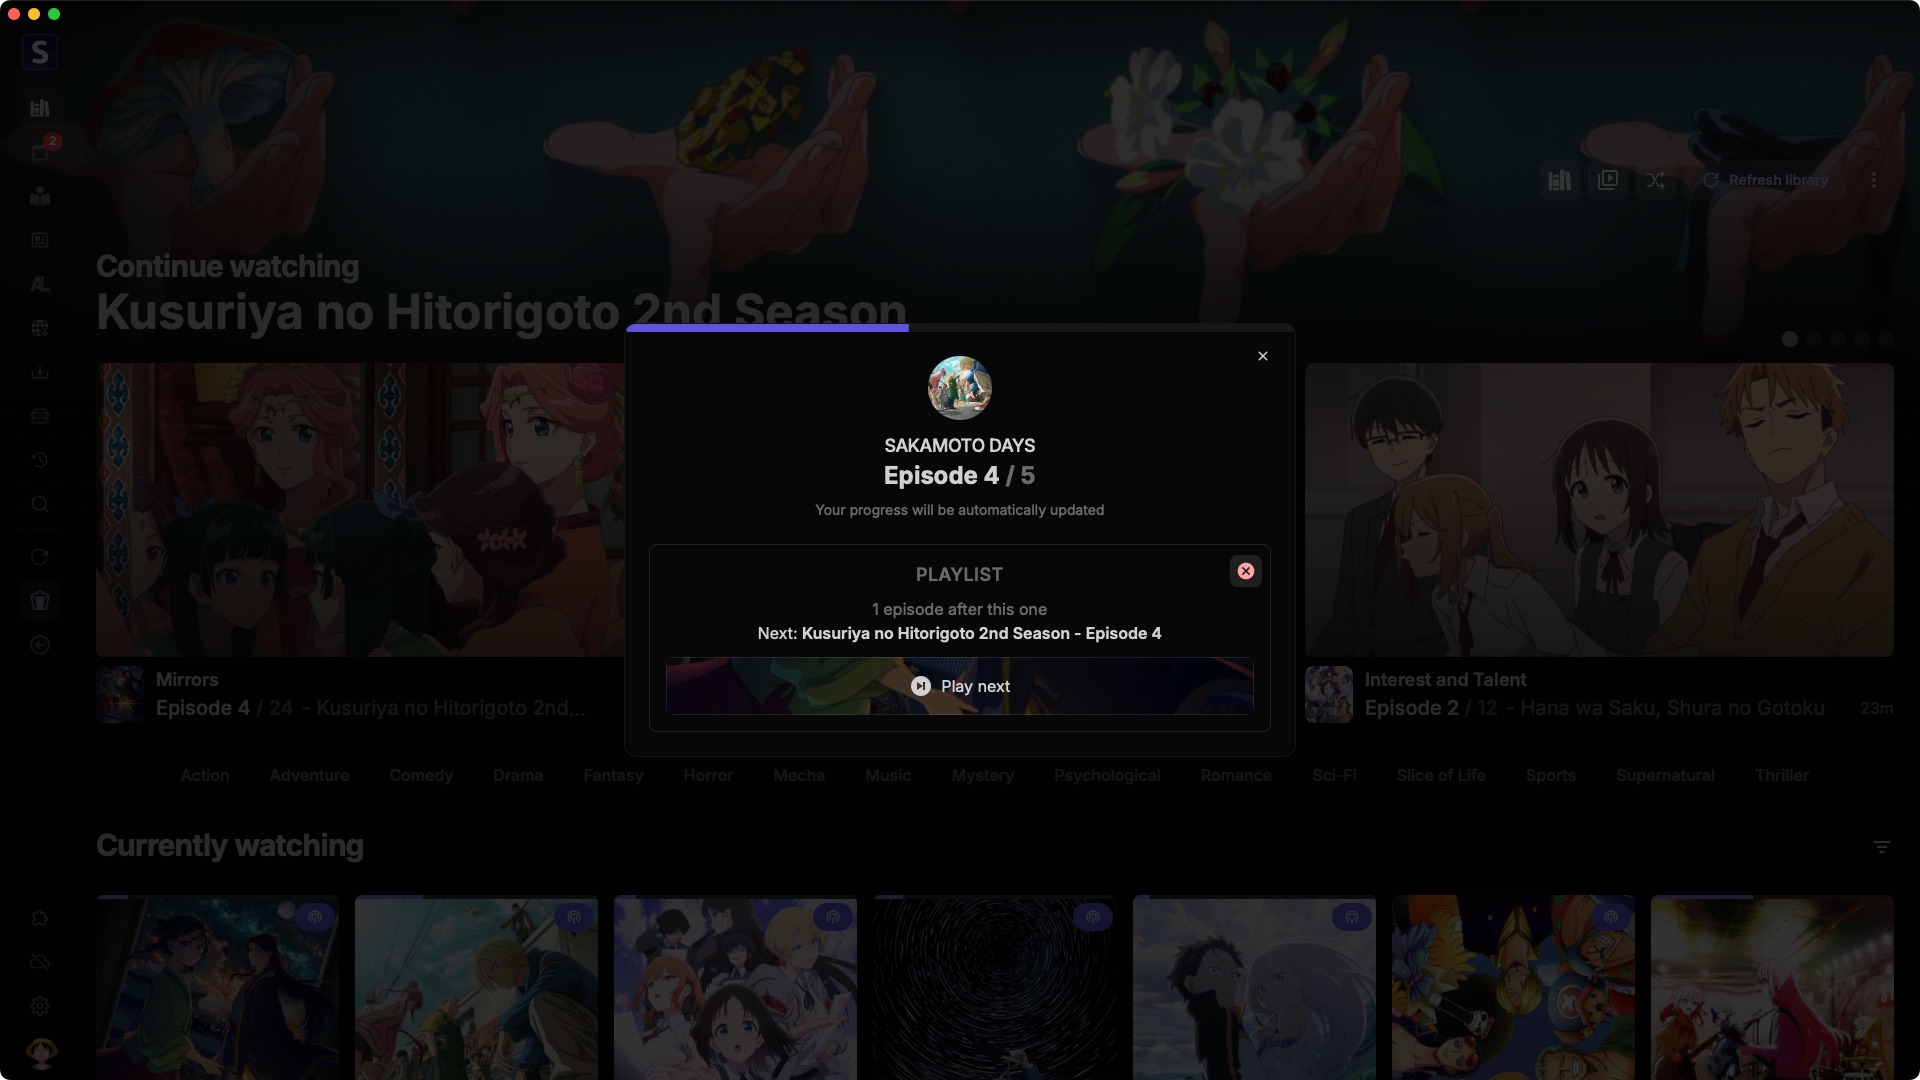 S
2
Refresh library
Continue watching
Kusuriya no Hitorigoto 2nd Season
SAKAMOTO DAYS
Episode 4 / 5
Your progress will be automatically updated
PLAYLIST
1 episode after this one
Next: Kusuriya no Hitorigoto 2nd Season - Episode 4
Play next
Mirrors
Episode 4 / 24 - Kusuriya no Hitorigoto 2nd...
Interest and Talent
Episode 2 / 12 - Hana wa Saku, Shura no Gotoku 23m
Action Adventure Comedy Drama Fantasy Horror Mecha Music Mystery Psychological Romance Sci-Fi Slice of Life Sports Supernatural Thriller
Currently watching